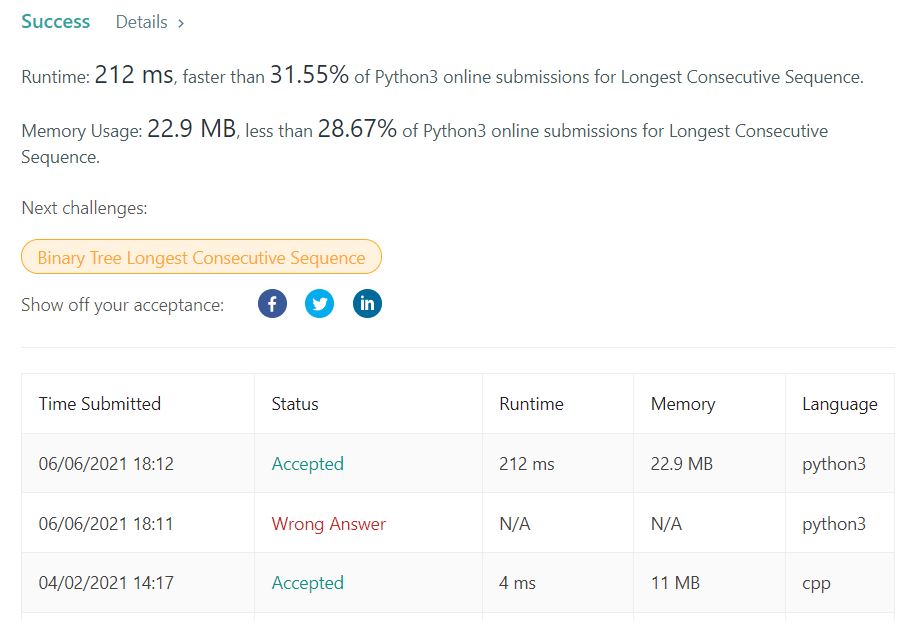 Success Details >
Runtime: 212 ms, faster than 31.55% of Python3 online submissions for Longest Consecutive Sequence.
Memory Usage: 22.9 MB, less than 28.67% of Python3 online submissions for Longest Consecutive
Sequence.
Next challenges:
Binary Tree Longest Consecutive Sequence
Show off your acceptance: f in
Time Submitted Status Runtime Memory Language
06/06/2021 18:12 Accepted 212 ms 22.9 MB python3
06/06/2021 18:11 Wrong Answer N/A N/A python3
04/02/2021 14:17 Accepted 4 ms 11 MB cpp